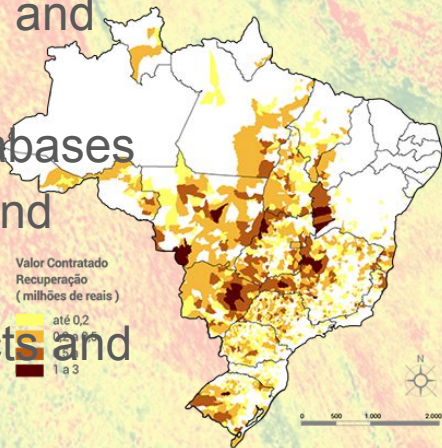 and
abases
nd
Valor Contratado
Recuperação
( milhões de reais )
até 0,2
ts and
1 a 3
N
0 500 1.000 2.000